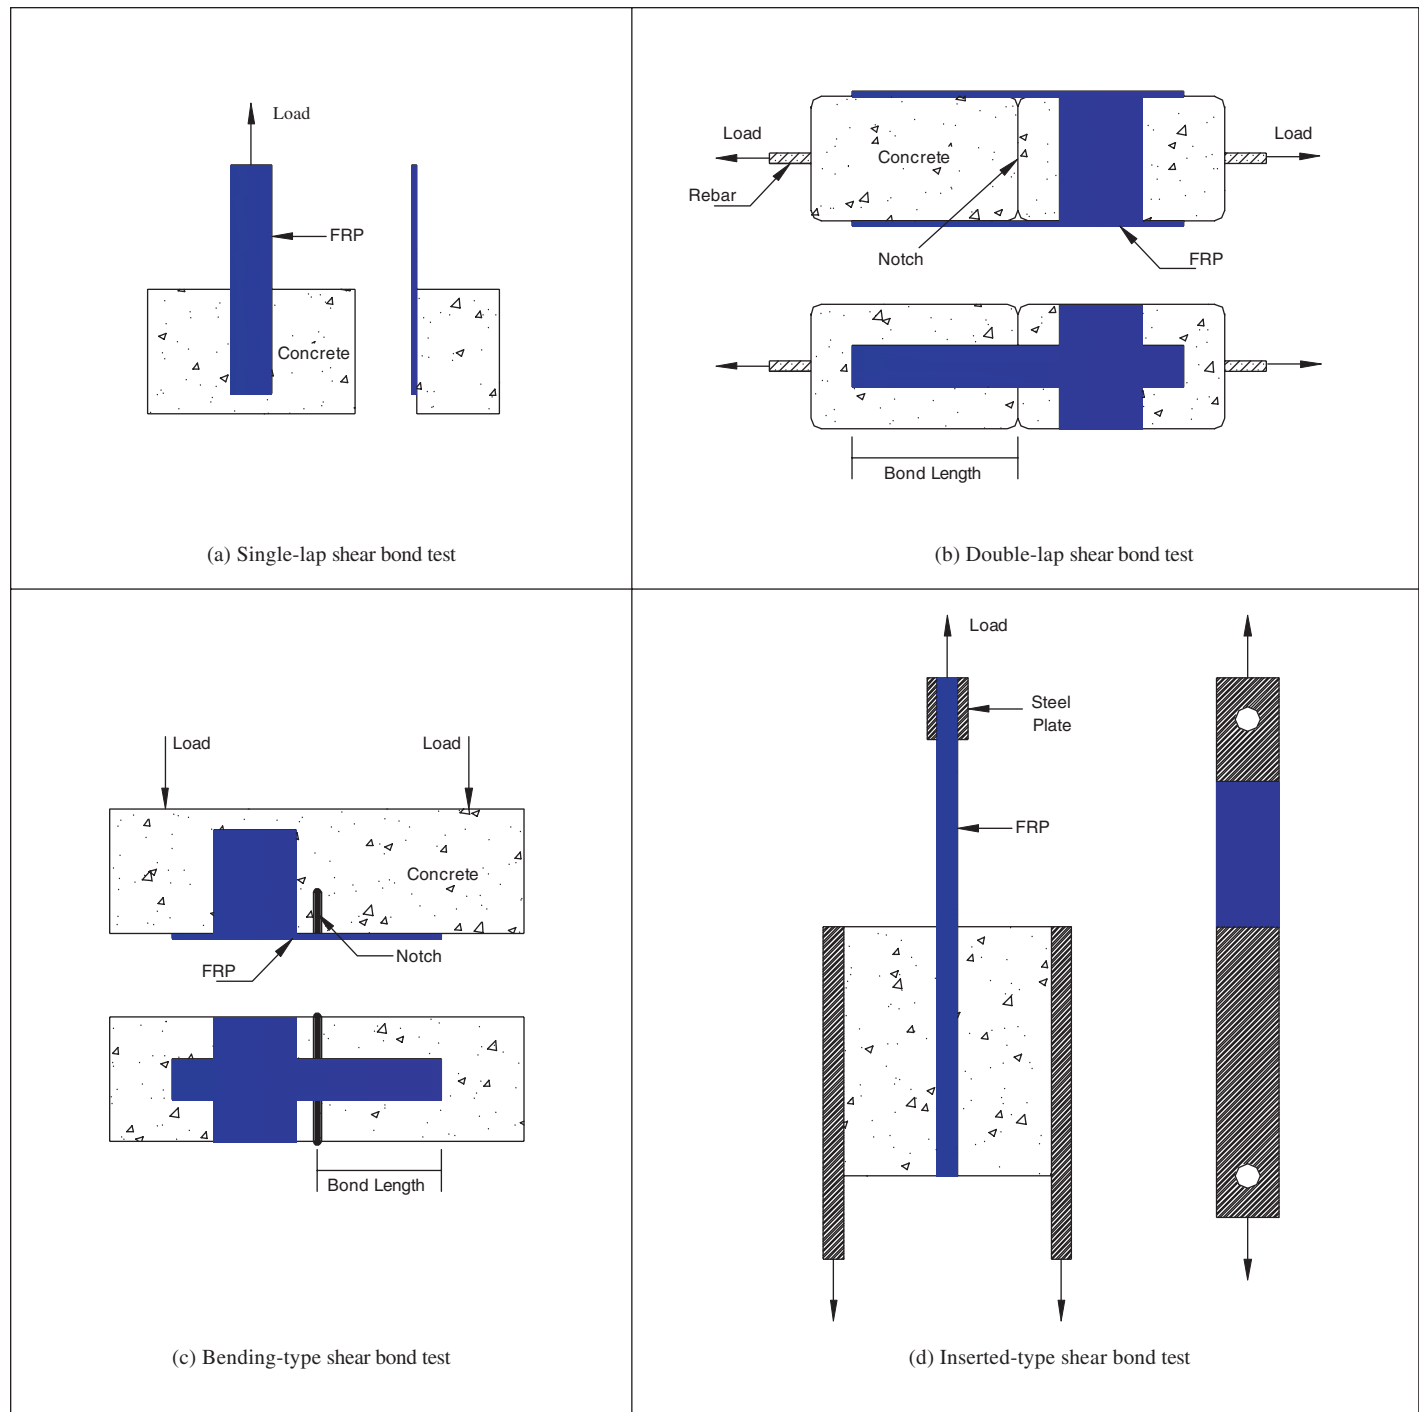 Load
FRP
Concrete
(a) Single-lap shear bond test
Load
Load
Concrete
Rebar
Notch
FRP
Bond Length
(b) Double-lap shear bond test
Load
Load
Concrete
Notch
FRP
Bond Length
(c) Bending-type shear bond test
Load
Steel
Plate
FRP
(d) Inserted-type shear bond test